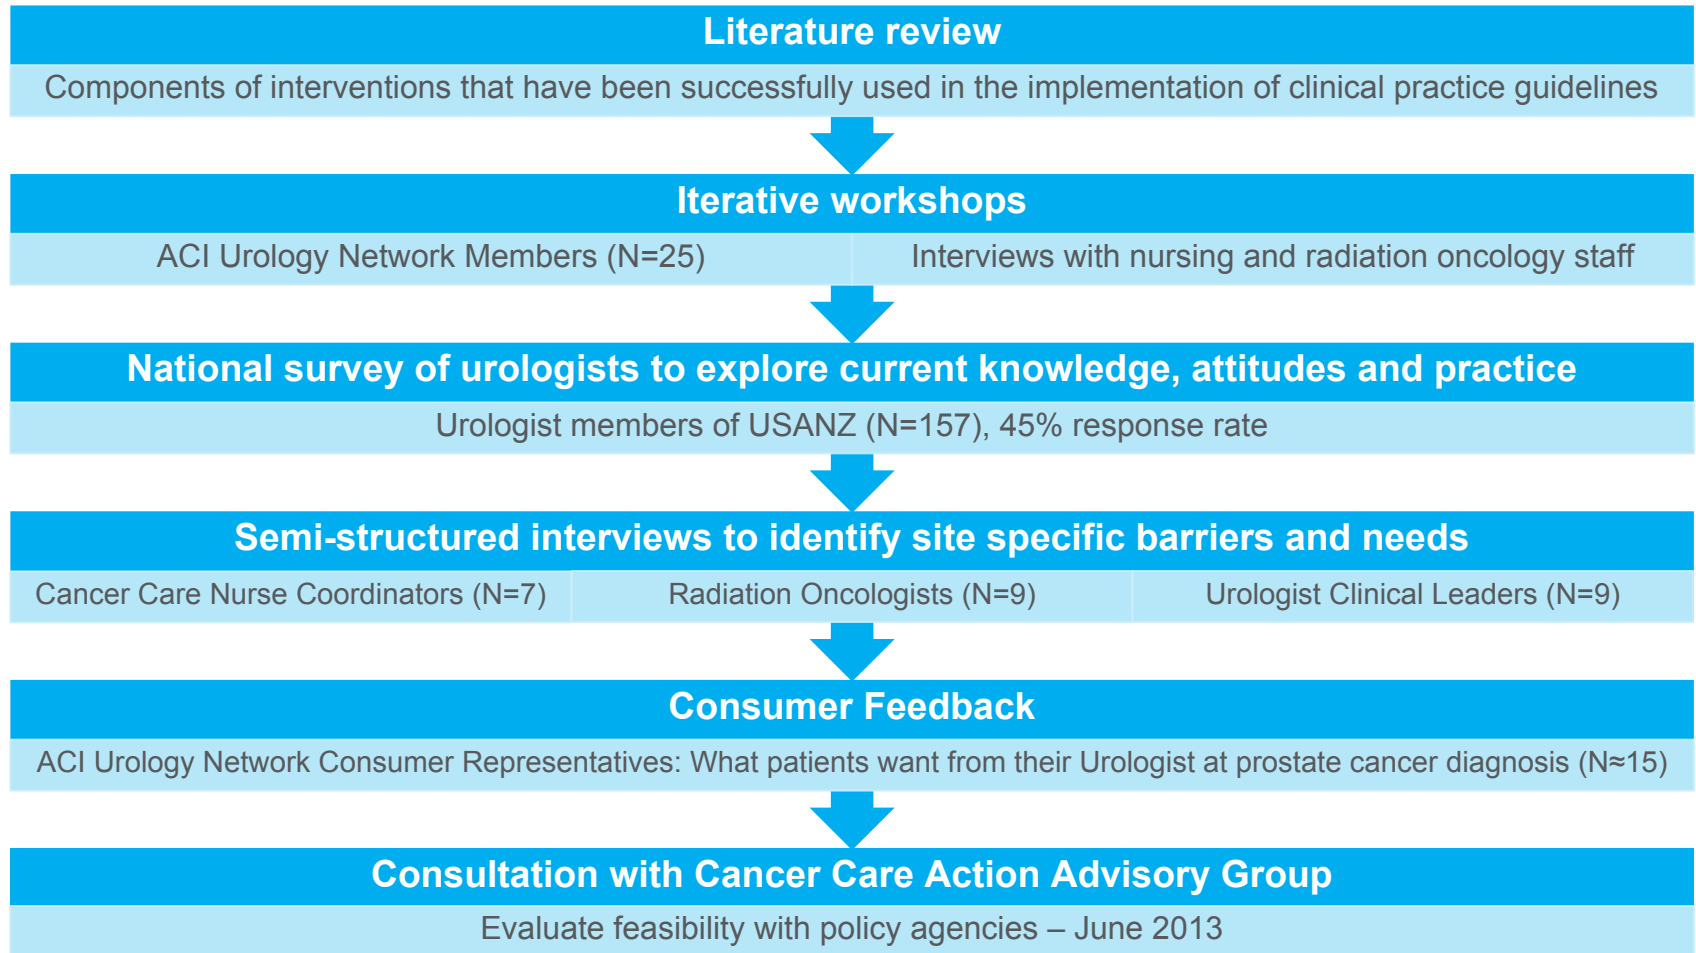 Literature review
Components of interventions that have been successfully used in the implementation of clinical practice guidelines
Iterative workshops
ACI Urology Network Members (N=25)
Interviews with nursing and radiation oncology staff
National survey of urologists to explore current knowledge, attitudes and practice
Urologist members of USANZ (N=157), 45% response rate
Semi-structured interviews to identify site specific barriers and needs
Cancer Care Nurse Coordinators (N=7)
Radiation Oncologists (N=9)
Urologist Clinical Leaders (N=9)
Consumer Feedback
ACI Urology Network Consumer Representatives: What patients want from their Urologist at prostate cancer diagnosis (N≈15)
Consultation with Cancer Care Action Advisory Group
Evaluate feasibility with policy agencies – June 2013